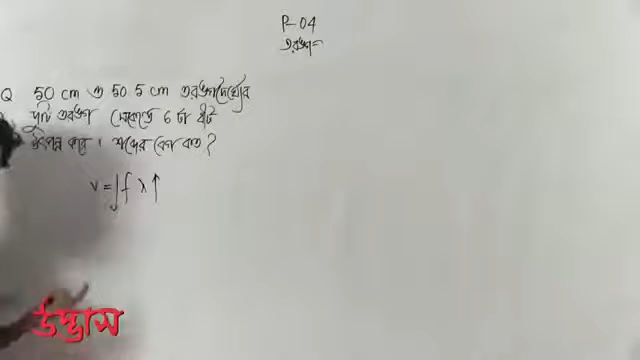 P-04
তরঙ্গ
Q 50 cm ও 50.5 cm তরঙ্গদৈর্ঘ্যের
দুটি তরঙ্গ সেকেন্ডে 6 টা বীট
উৎপন্ন করে। শব্দের বেগ কত?
v = ↓f λ↑
উদ্ভাস